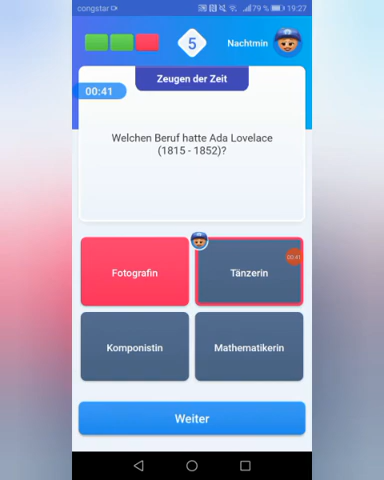 congstar
79 % 19:27
5
Nachtmin
Zeugen der Zeit
00:41
Welchen Beruf hatte Ada Lovelace
(1815 - 1852)?
Fotografin
Tänzerin
00:41
Komponistin
Mathematikerin
Weiter